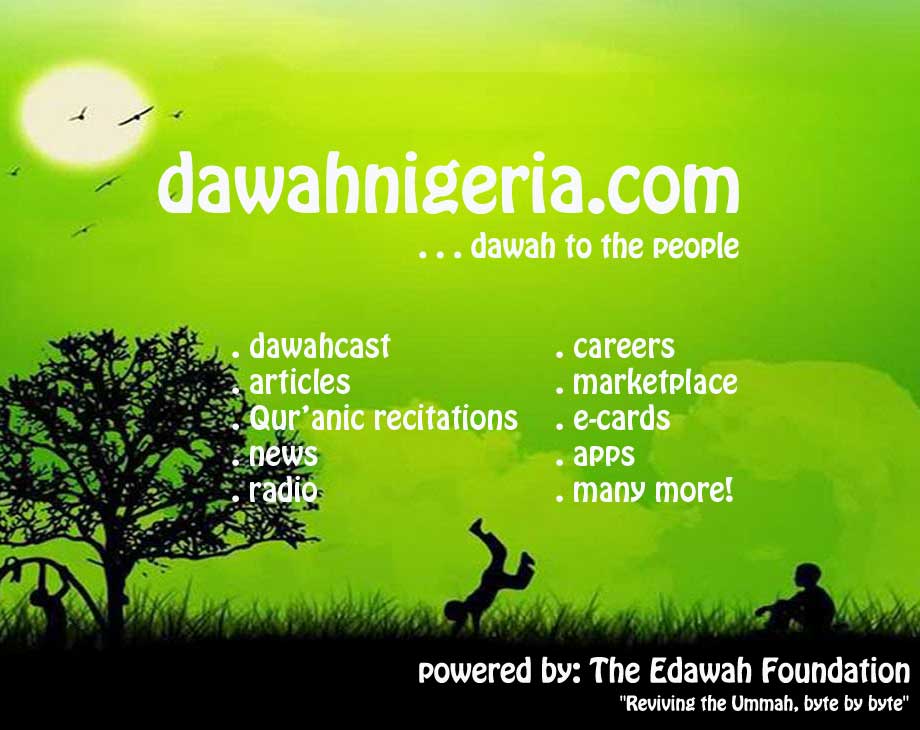 dawahnigeria.com
. . . dawah to the people
. dawahcast
. articles
. Qur'anic recitations
. news
. radio
. careers
. marketplace
. e-cards
. apps
. many more!
powered by: The Edawah Foundation
"Reviving the Ummah, byte by byte"